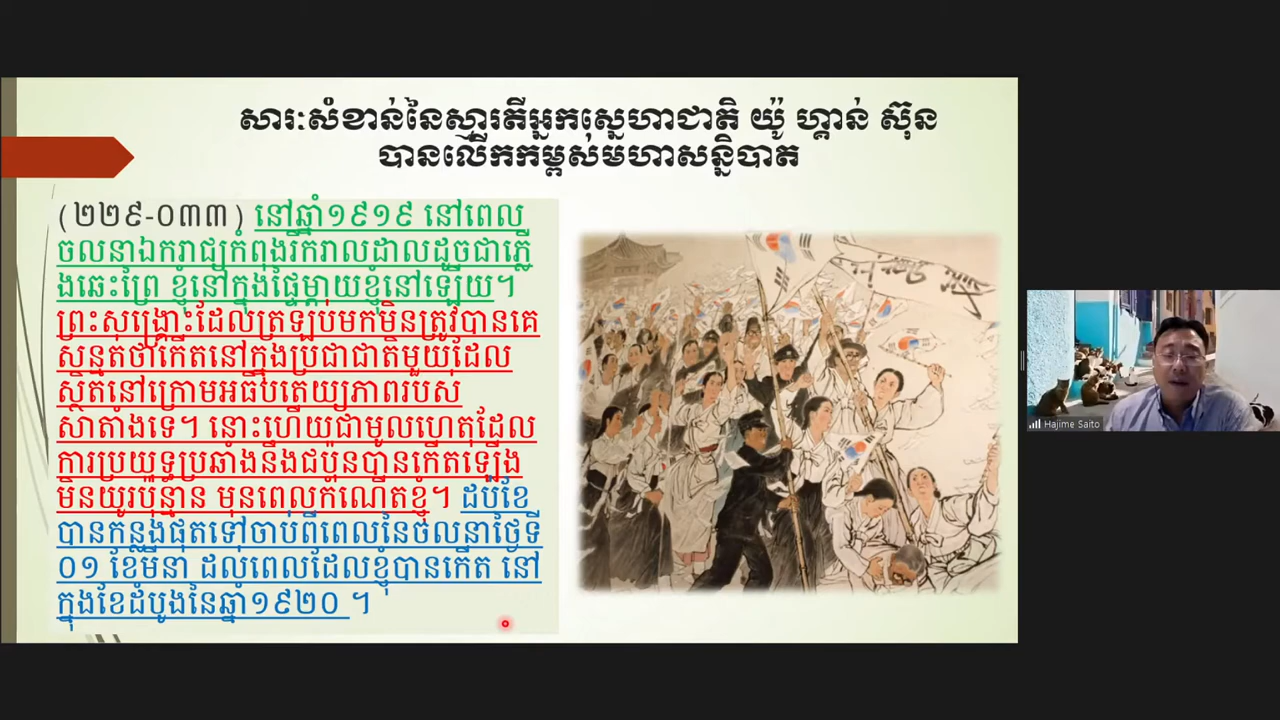 សារៈសំខាន់នៃស្មារតីអ្នកស្នេហាជាតិ យ៉ូ ហ្គាន់ ស៊ុន
បានលើកកម្ពស់មហាសន្និបាត
(២២៩-០៣៣) នៅឆ្នាំ១៩១៩ នៅពេល
ចលនាឯករាជ្យកំពុងរីករាលដាលដូចជាភ្លើ
ងឆេះព្រៃ ខ្ញុំនៅក្នុងផ្ទៃម្តាយខ្ញុំនៅឡើយ។
ព្រះសង្គ្រោះដែលត្រឡប់មកមិនត្រូវបានគេ
សន្មត់ថាកើតនៅក្នុងប្រជាជាតិមួយដែល
ស្ថិតនៅក្រោមអធិបតេយ្យភាពរបស់
សាតាំងទេ។ នោះហើយជាមូលហេតុដែល
ការប្រយុទ្ធប្រឆាំងនឹងជប៉ុនបានកើតឡើង
មិនយូរប៉ុន្មាន មុនពេលកំណើតខ្ញុំ។ ដប់ខែ
បានកន្លងផុតទៅចាប់ពីពេលនៃចលនាថ្ងៃទី
០១ ខែមីនា ដល់ពេលដែលខ្ញុំបានកើត នៅ
ក្នុងខែដំបូងនៃឆ្នាំ១៩២០ ។
Hajime Saito